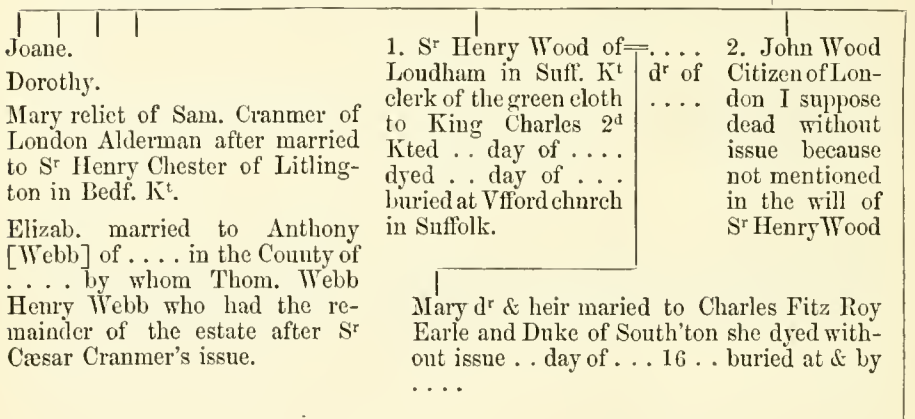 Joane.
Dorothy.
Mary relict of Sam. Cranmer of
London Alderman after married
to Sʳ Henry Chester of Litling-
ton in Bedf. Kᵗ.
Elizab. married to Anthony
[Webb] of . . . . in the County of
. . . . by whom Thom. Webb
Henry Webb who had the re-
mainder of the estate after Sʳ
Cæsar Cranmer's issue.
1. Sʳ Henry Wood of
Loudham in Suff. Kᵗ
clerk of the green cloth
to King Charles 2ᵈ
Kted . . day of . . . .
dyed . . day of . . .
buried at Vfford church
in Suffolk.
=. . . .
dʳ of
. . . .
2. John Wood
Citizen of Lon-
don I suppose
dead without
issue because
not mentioned
in the will of
Sʳ Henry Wood
Mary dʳ & heir maried to Charles Fitz Roy
Earle and Duke of South'ton she dyed with-
out issue . . day of . . . 16 . . buried at & by
. . . .